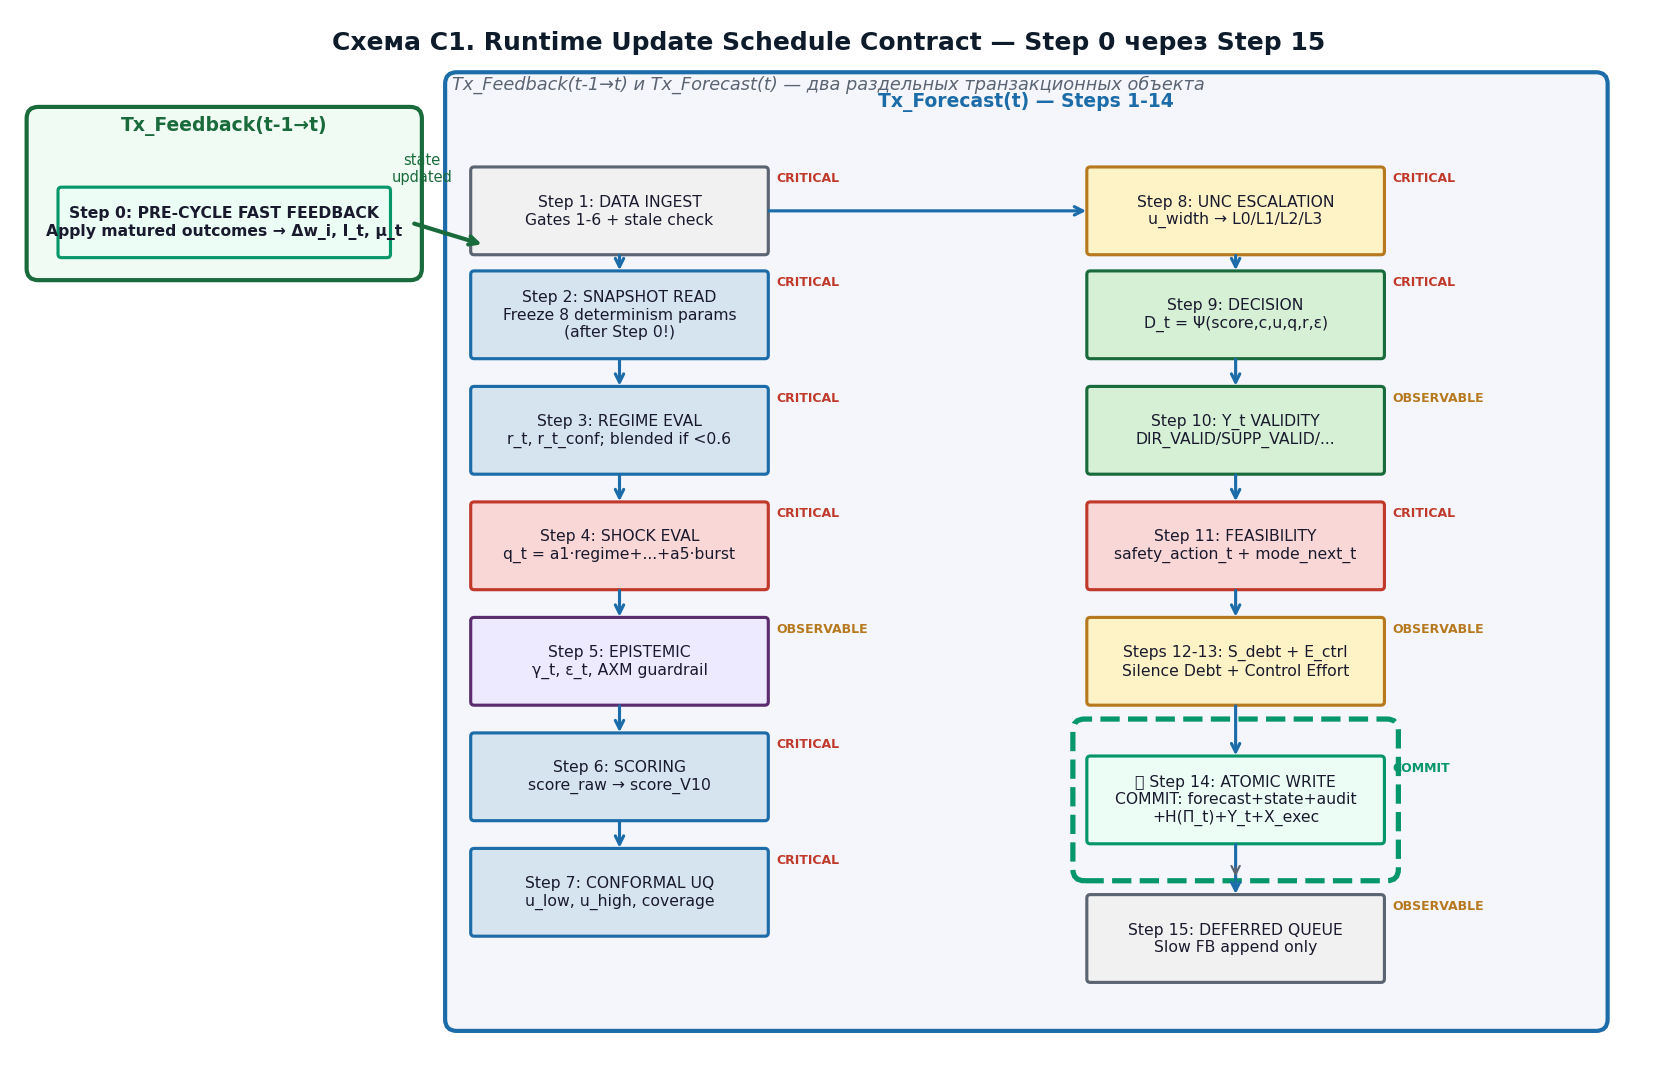 Схема C1. Runtime Update Schedule Contract — Step 0 через Step 15
Tx_Feedback(t-1→t) и Tx_Forecast(t) — два раздельных транзакционных объекта
Tx_Forecast(t) — Steps 1-14
Tx_Feedback(t-1→t)
state
updated
Step 0: PRE-CYCLE FAST FEEDBACK
Apply matured outcomes → Δw_i, I_t, μ_t
Step 1: DATA INGEST
Gates 1-6 + stale check
CRITICAL
Step 2: SNAPSHOT READ
Freeze 8 determinism params
(after Step 0!)
CRITICAL
Step 3: REGIME EVAL
r_t, r_t_conf; blended if <0.6
CRITICAL
Step 4: SHOCK EVAL
q_t = a1·regime+...+a5·burst
CRITICAL
Step 5: EPISTEMIC
γ_t, ε_t, AXM guardrail
OBSERVABLE
Step 6: SCORING
score_raw → score_V10
CRITICAL
Step 7: CONFORMAL UQ
u_low, u_high, coverage
CRITICAL
Step 8: UNC ESCALATION
u_width → L0/L1/L2/L3
CRITICAL
Step 9: DECISION
D_t = Ψ(score,c,u,q,r,ε)
CRITICAL
Step 10: Y_t VALIDITY
DIR_VALID/SUPP_VALID/...
OBSERVABLE
Step 11: FEASIBILITY
safety_action_t + mode_next_t
CRITICAL
Steps 12-13: S_debt + E_ctrl
Silence Debt + Control Effort
OBSERVABLE
Step 14: ATOMIC WRITE
COMMIT: forecast+state+audit
+H(Π_t)+Y_t+X_exec
COMMIT
Step 15: DEFERRED QUEUE
Slow FB append only
OBSERVABLE